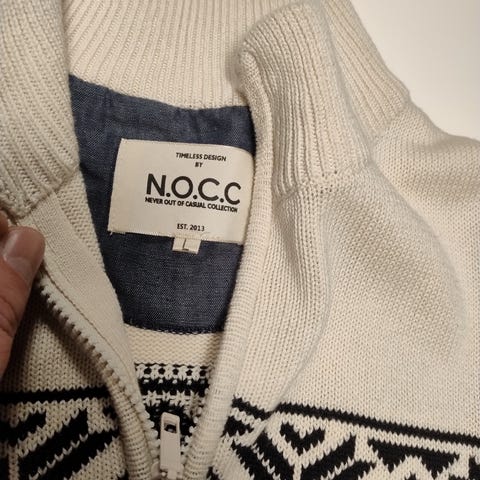 TIMELESS DESIGN
BY
N.O.C.C
NEVER OUT OF CASUAL COLLECTION
EST. 2013
L